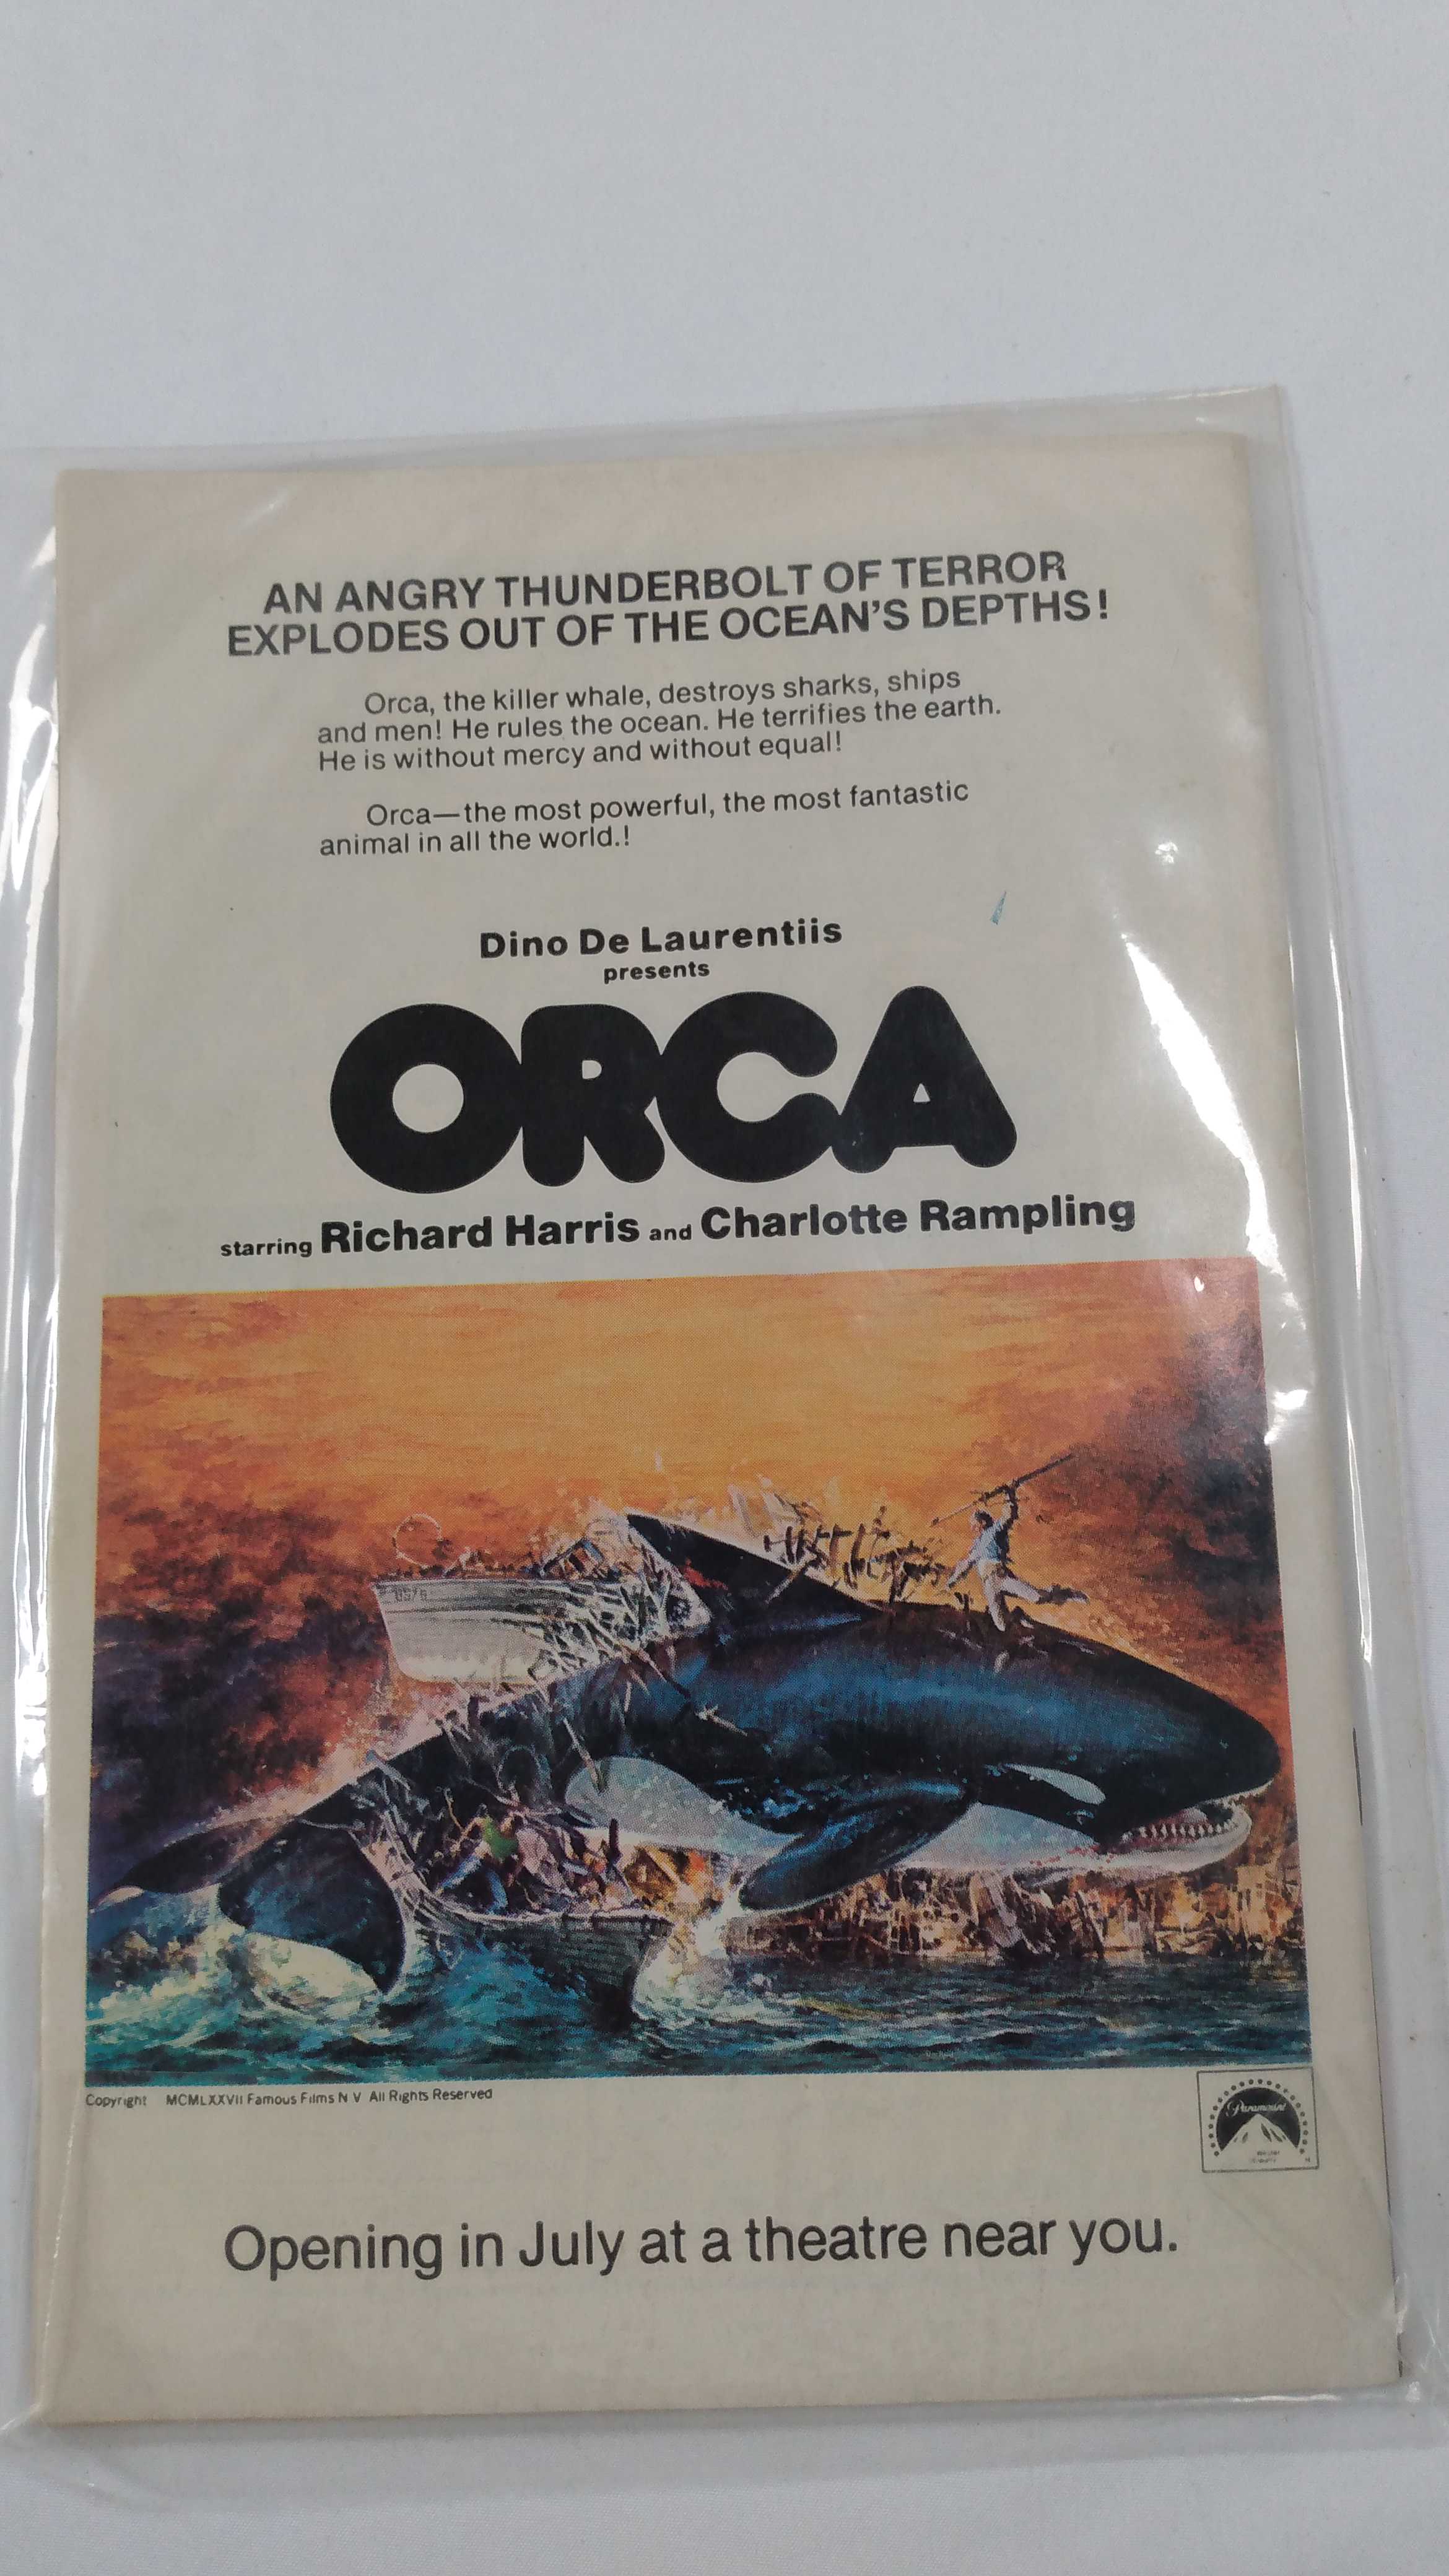 AN ANGRY THUNDERBOLT OF TERROR
EXPLODES OUT OF THE OCEAN'S DEPTHS!
Orca, the killer whale, destroys sharks, ships
and men! He rules the ocean. He terrifies the earth.
He is without mercy and without equal!
Orca—the most powerful, the most fantastic
animal in all the world.!
Dino De Laurentiis
presents
ORCA
starring Richard Harris and Charlotte Rampling
Copyright MCMLXXVII Famous Films N V All Rights Reserved
Paramount
Opening in July at a theatre near you.